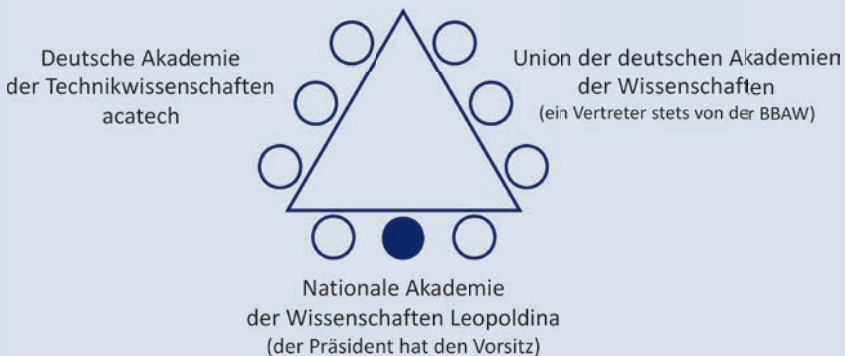 Deutsche Akademie
der Technikwissenschaften
acatech
Union der deutschen Akademien
der Wissenschaften
(ein Vertreter stets von der BBAW)
Nationale Akademie
der Wissenschaften Leopoldina
(der Präsident hat den Vorsitz)